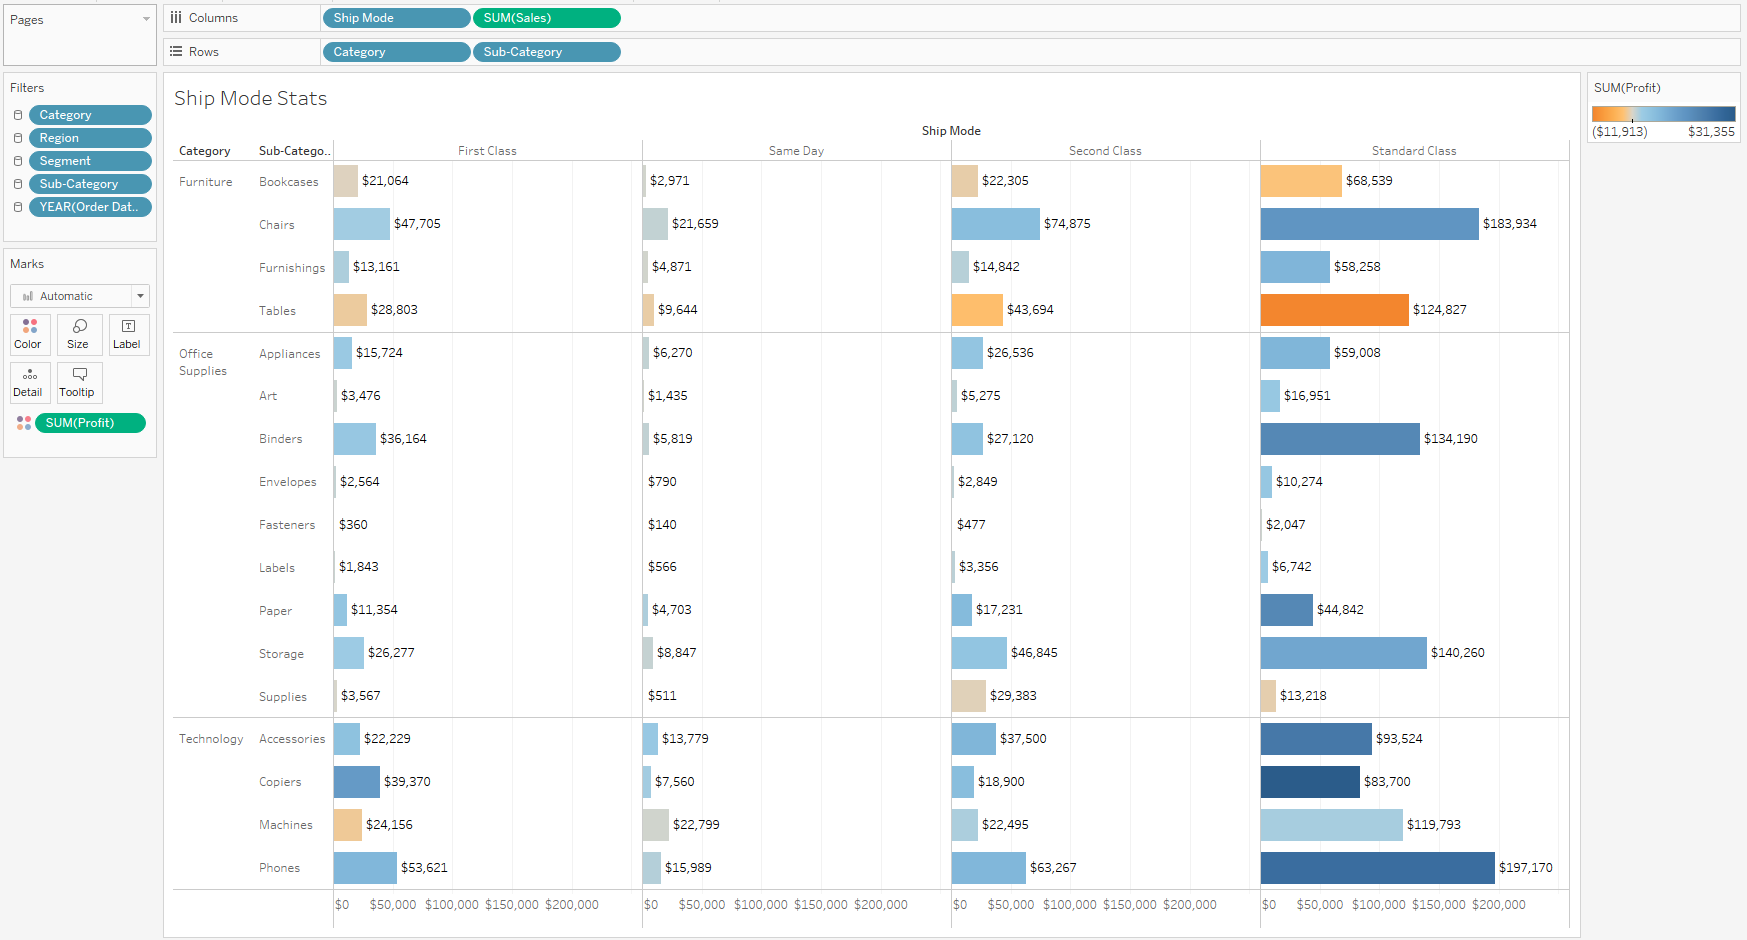 Pages
Columns
Ship Mode
SUM(Sales)
Rows
Category
Sub-Category
Filters
Category
Region
Segment
Sub-Category
YEAR(Order Dat..
Marks
Automatic
Color
Size
Label
Detail
Tooltip
SUM(Profit)
Ship Mode Stats
Ship Mode
Category Sub-Catego.. First Class Same Day Second Class Standard Class
Furniture Bookcases $21,064 $2,971 $22,305 $68,539
Chairs $47,705 $21,659 $74,875 $183,934
Furnishings $13,161 $4,871 $14,842 $58,258
Tables $28,803 $9,644 $43,694 $124,827
Office
Supplies
Appliances $15,724 $6,270 $26,536 $59,008
Art $3,476 $1,435 $5,275 $16,951
Binders $36,164 $5,819 $27,120 $134,190
Envelopes $2,564 $790 $2,849 $10,274
Fasteners $360 $140 $477 $2,047
Labels $1,843 $566 $3,356 $6,742
Paper $11,354 $4,703 $17,231 $44,842
Storage $26,277 $8,847 $46,845 $140,260
Supplies $3,567 $511 $29,383 $13,218
Technology Accessories $22,229 $13,779 $37,500 $93,524
Copiers $39,370 $7,560 $18,900 $83,700
Machines $24,156 $22,799 $22,495 $119,793
Phones $53,621 $15,989 $63,267 $197,170
$0 $50,000 $100,000 $150,000 $200,000 $0 $50,000 $100,000 $150,000 $200,000 $0 $50,000 $100,000 $150,000 $200,000 $0 $50,000 $100,000 $150,000 $200,000
SUM(Profit)
($11,913) $31,355